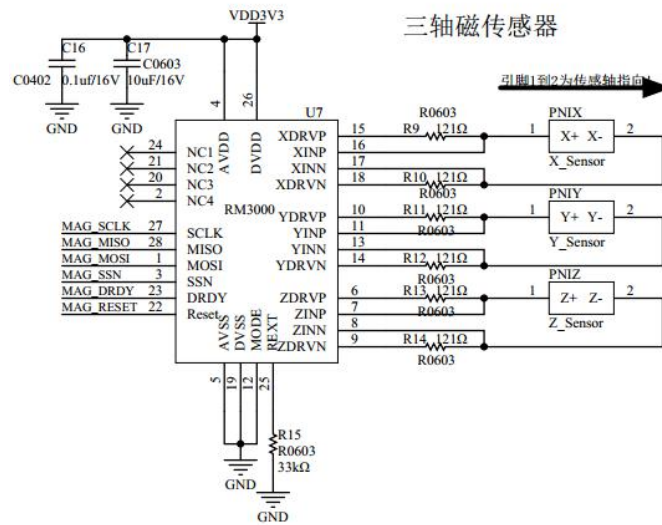 VDD3V3
三轴磁传感器
C16
C17
C0402
0.1uf/16V
C0603
10uF/16V
GND
GND
引脚1到2为传感轴指向
4
26
U7
AVDD
DVDD
RM3000
24
NC1
21
NC2
20
NC3
2
NC4
MAG_SCLK
27
SCLK
MAG_MISO
28
MISO
MAG_MOSI
1
MOSI
MAG_SSN
3
SSN
MAG_DRDY
23
DRDY
MAG_RESET
22
Reset
XDRVP
15
R0603
R9
121Ω
XINP
16
XINN
17
XDRVN
18
R10
121Ω
R0603
1
PNIX
X+ X-
X_Sensor
2
YDRVP
10
R11
121Ω
R0603
YINP
11
YINN
13
YDRVN
14
R12
121Ω
R0603
1
PNIY
Y+ Y-
Y_Sensor
2
ZDRVP
6
R13
121Ω
R0603
ZINP
7
ZINN
8
ZDRVN
9
R14
121Ω
R0603
1
PNIZ
Z+ Z-
Z_Sensor
2
AVSS
DVSS
MODE
REXT
5
19
12
25
R15
R0603
33kΩ
GND
GND